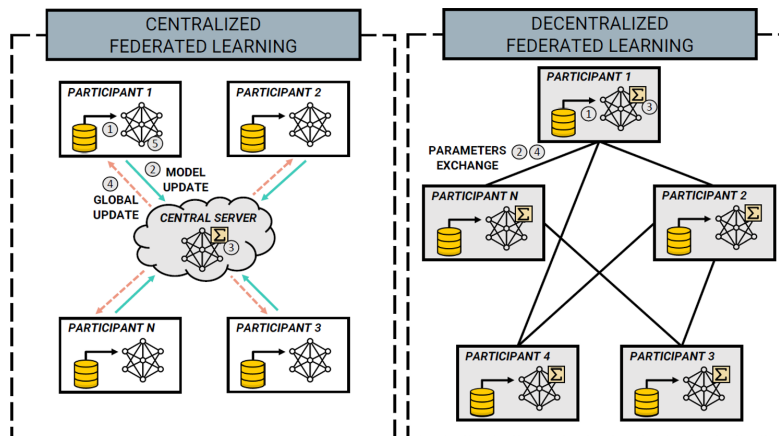 CENTRALIZED
FEDERATED LEARNING
PARTICIPANT 1
1
5
PARTICIPANT 2
2 MODEL
UPDATE
4
GLOBAL
UPDATE
CENTRAL SERVER
Σ
3
PARTICIPANT N
PARTICIPANT 3
DECENTRALIZED
FEDERATED LEARNING
PARTICIPANT 1
Σ
1
3
PARAMETERS 2 4
EXCHANGE
PARTICIPANT N
Σ
PARTICIPANT 2
Σ
PARTICIPANT 4
Σ
PARTICIPANT 3
Σ